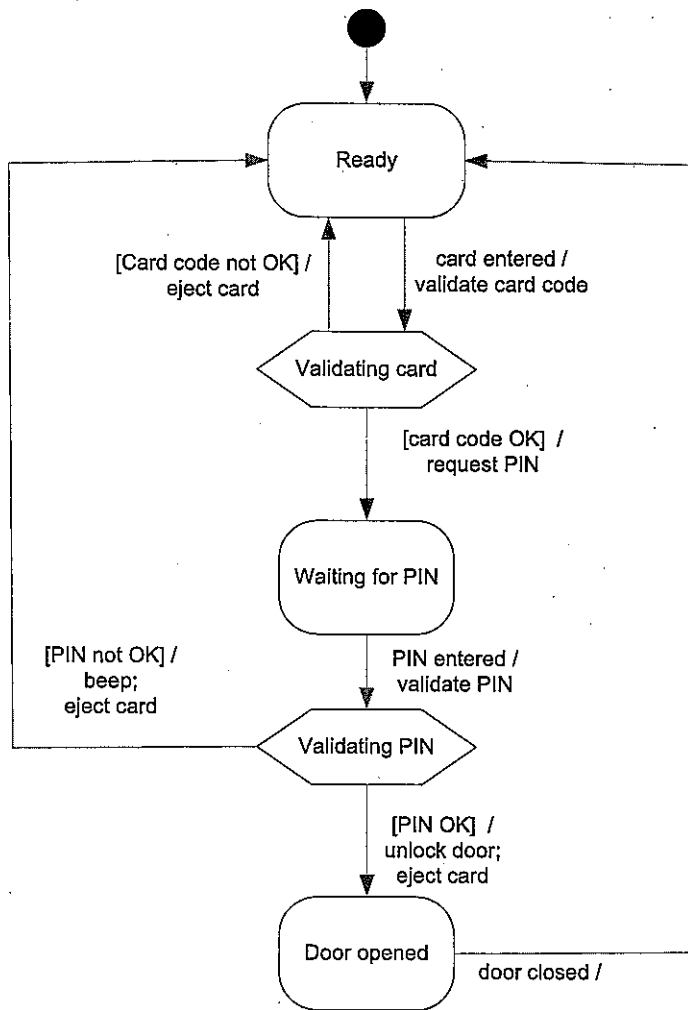 Ready
[Card code not OK] /
eject card
card entered /
validate card code
Validating card
[card code OK] /
request PIN
Waiting for PIN
[PIN not OK] /
beep;
eject card
PIN entered /
validate PIN
Validating PIN
[PIN OK] /
unlock door;
eject card
Door opened
door closed /